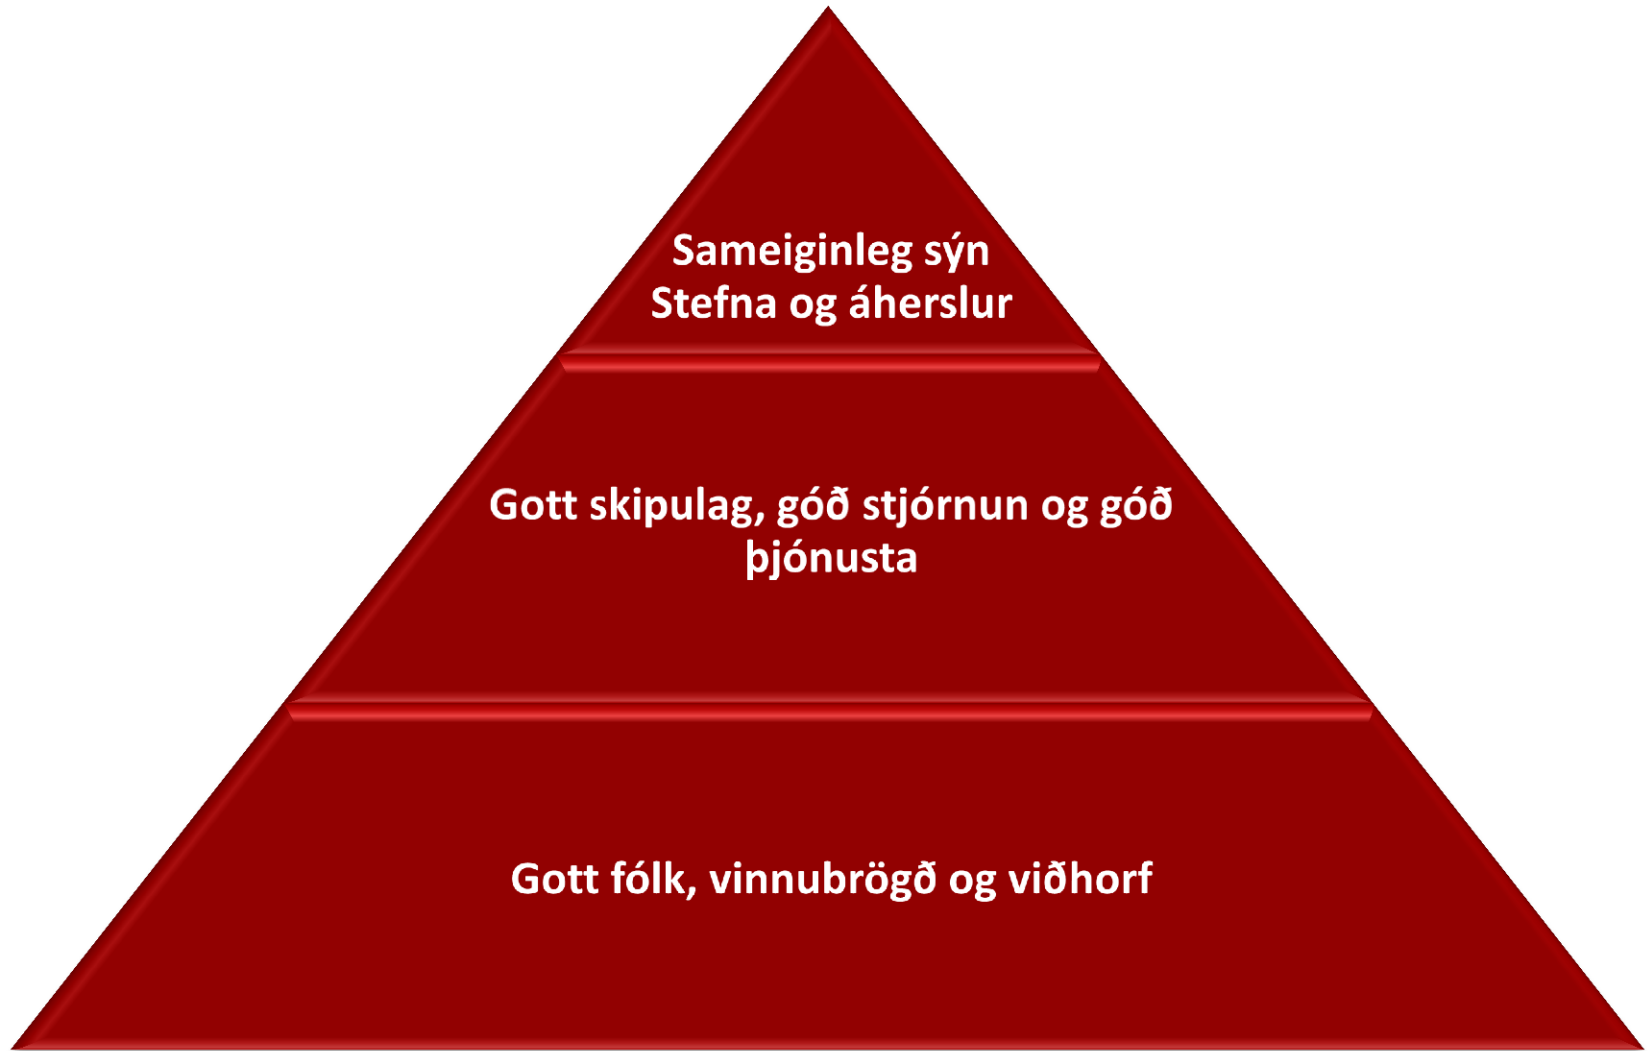 Sameiginleg sýn
Stefna og áherslur
Gott skipulag, góð stjórnun og góð
þjónusta
Gott fólk, vinnubrögð og viðhorf